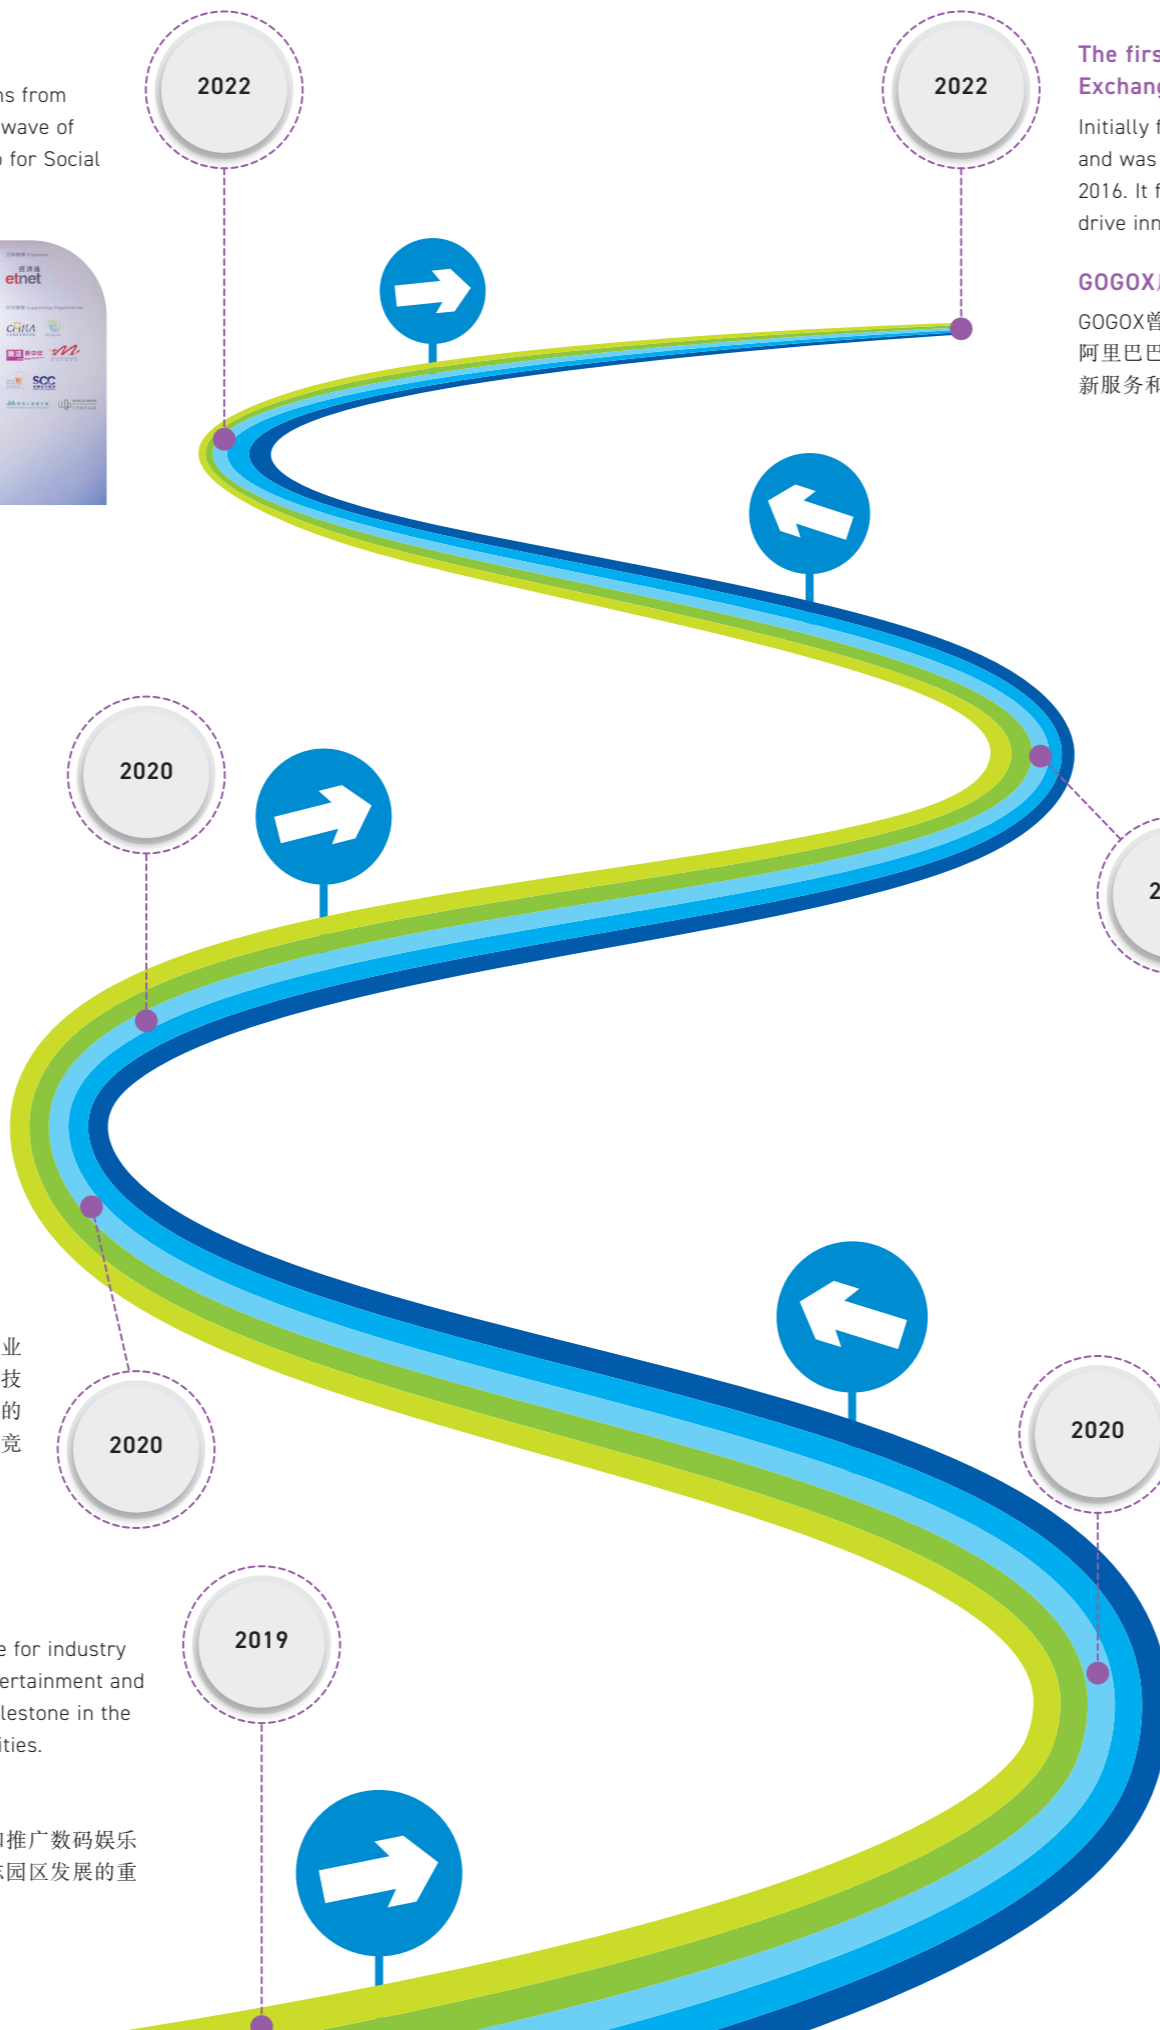 2022
ns from
wave of
for Social
etnet
SCC
2022
The firs
Exchang
Initially f
and was
2016. It f
drive inn
GOGOX
GOGOX曾
阿里巴巴
新服务和
2020
2
业
技
的
竞
2020
2020
2019
e for industry
ertainment and
lestone in the
ities.
推广数码娱乐
园区发展的重